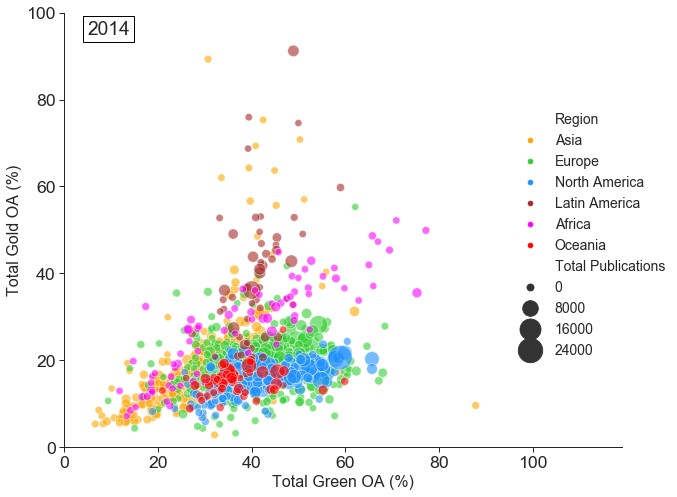 2014
100
80
60
40
20
0
Total Gold OA (%)
0
20
40
60
80
100
Total Green OA (%)
Region
Asia
Europe
North America
Latin America
Africa
Oceania
Total Publications
0
8000
16000
24000